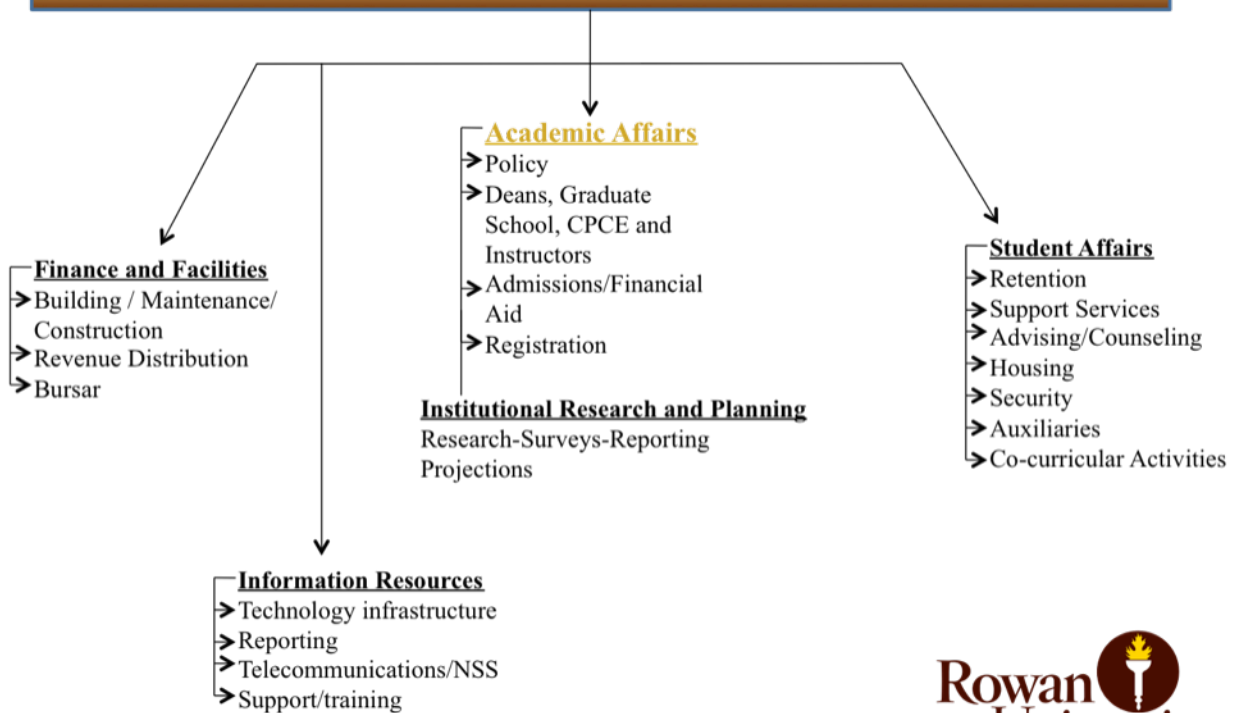 Academic Affairs
Policy
Deans, Graduate
School, CPCE and
Instructors
Admissions/Financial
Aid
Registration
Institutional Research and Planning
Research-Surveys-Reporting
Projections
Finance and Facilities
Building / Maintenance/
Construction
Revenue Distribution
Bursar
Student Affairs
Retention
Support Services
Advising/Counseling
Housing
Security
Auxiliaries
Co-curricular Activities
Information Resources
Technology infrastructure
Reporting
Telecommunications/NSS
Support/training
Rowan